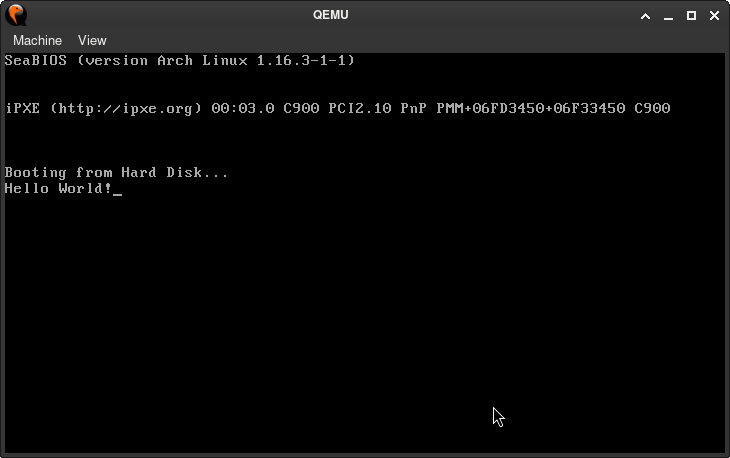 QEMU
Machine View
SeaBIOS (version Arch Linux 1.16.3-1-1)
iPXE (http://ipxe.org) 00:03.0 C900 PCI2.10 PnP PMM+06FD3450+06F33450 C900
Booting from Hard Disk...
Hello World!_